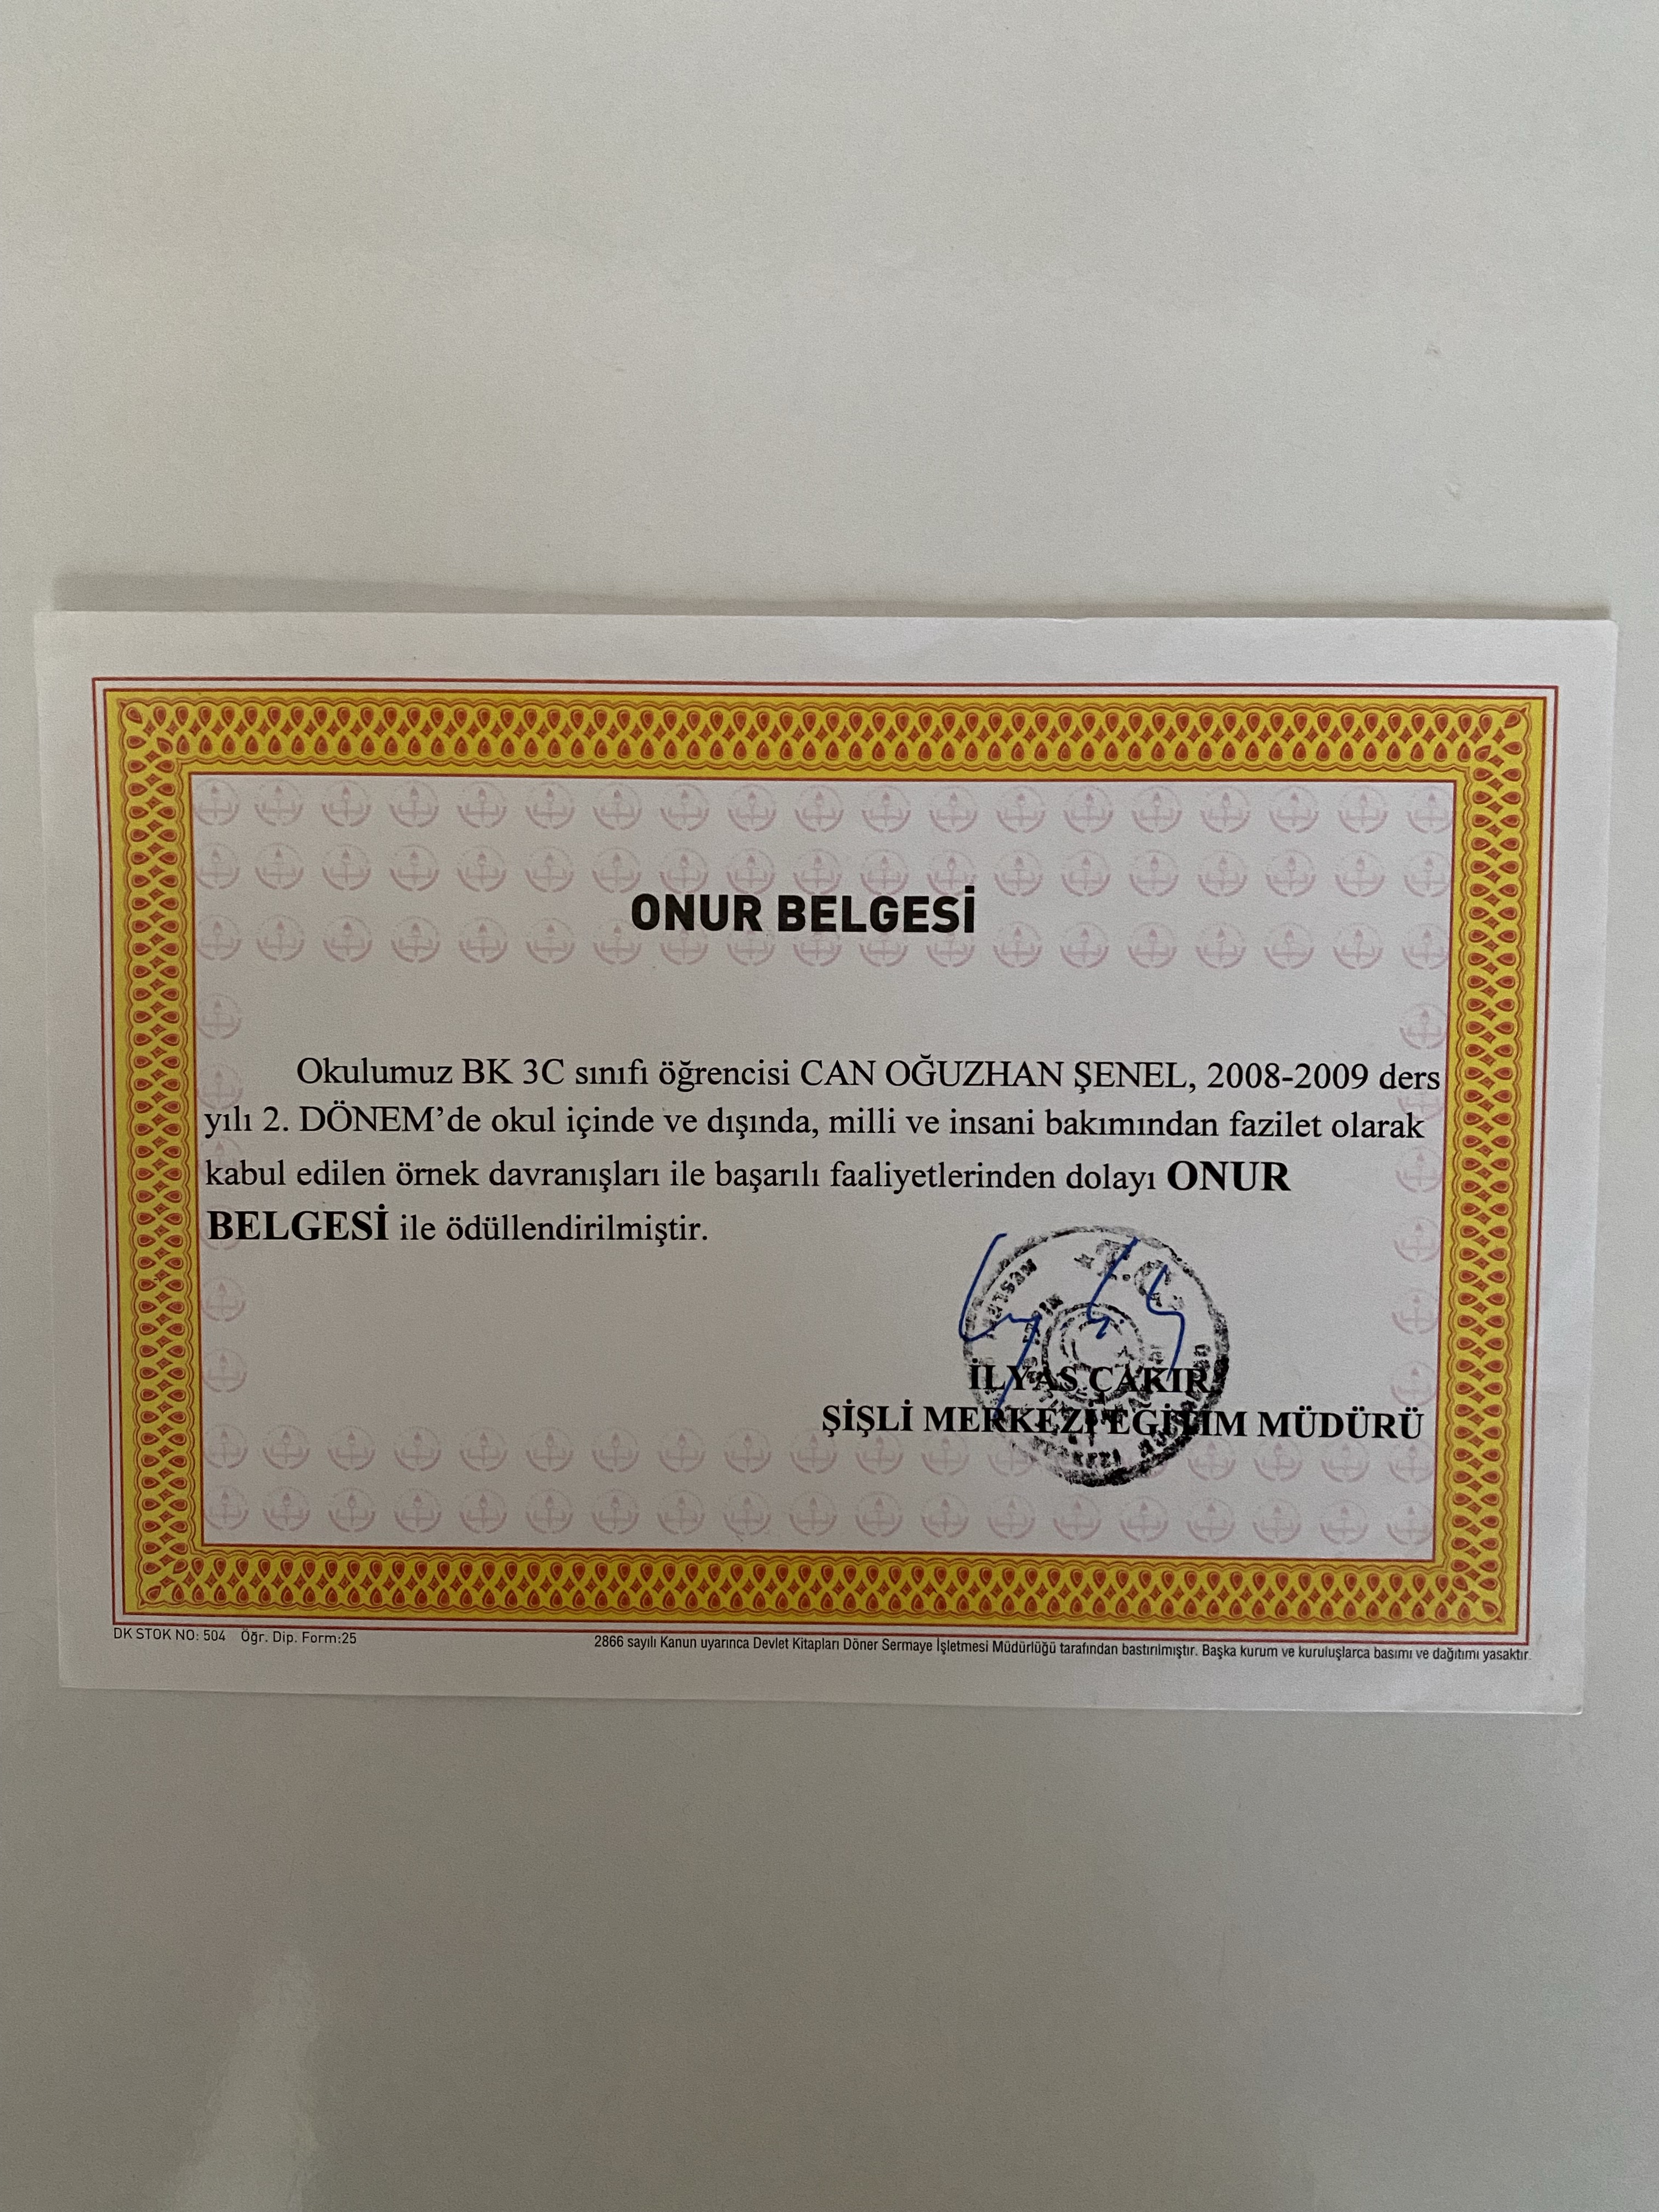 ONUR BELGESİ
Okulumuz BK 3C sınıfı öğrencisi CAN OĞUZHAN ŞENEL, 2008-2009 ders
yılı 2. DÖNEM’de okul içinde ve dışında, milli ve insani bakımından fazilet olarak
kabul edilen örnek davranışları ile başarılı faaliyetlerinden dolayı ONUR
BELGESİ ile ödüllendirilmiştir.
T.C.
İLYAS ÇAKIR
ŞİŞLİ MERKEZİ EĞİTİM MÜDÜRÜ
DK STOK NO: 504 Öğr. Dip. Form:25
2866 sayılı Kanun uyarınca Devlet Kitapları Döner Sermaye İşletmesi Müdürlüğü tarafından bastırılmıştır. Başka kurum ve kuruluşlarca basımı ve dağıtımı yasaktır.